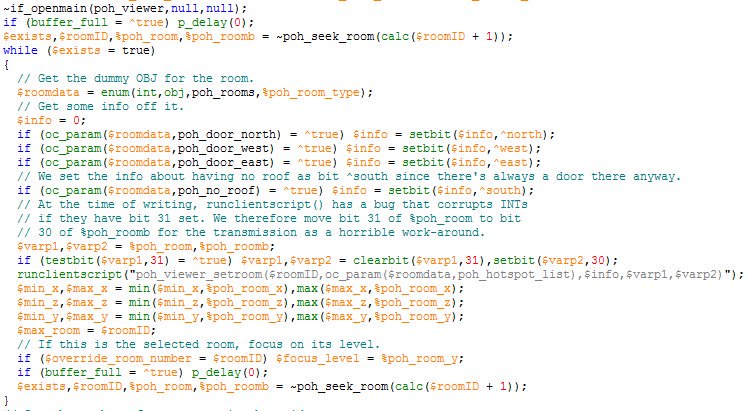 ~if_openmain(poh_viewer,null,null);
if (buffer_full = ^true) p_delay(0);
$exists,$roomID,%poh_room,%poh_roomb = ~poh_seek_room(calc($roomID + 1));
while ($exists = true)
{
// Get the dummy OBJ for the room.
$roomdata = enum(int,obj,poh_rooms,%poh_room_type);
// Get some info off it.
$info = 0;
if (oc_param($roomdata,poh_door_north) = ^true) $info = setbit($info,^north);
if (oc_param($roomdata,poh_door_west) = ^true) $info = setbit($info,^west);
if (oc_param($roomdata,poh_door_east) = ^true) $info = setbit($info,^east);
// We set the info about having no roof as bit ^south since there's always a door there anyway.
if (oc_param($roomdata,poh_no_roof) = ^true) $info = setbit($info,^south);
// At the time of writing, runclientscript() has a bug that corrupts INTs
// if they have bit 31 set. We therefore move bit 31 of %poh_room to bit
// 30 of %poh_roomb for the transmission as a horrible work-around.
$varp1,$varp2 = %poh_room,%poh_roomb;
if (testbit($varp1,31) = ^true) $varp1,$varp2 = clearbit($varp1,31),setbit($varp2,30);
runclientscript("poh_viewer_setroom($roomID,oc_param($roomdata,poh_hotspot_list),$info,$varp1,$varp2)");
$min_x,$max_x = min($min_x,%poh_room_x),max($max_x,%poh_room_x);
$min_z,$max_z = min($min_z,%poh_room_z),max($max_z,%poh_room_z);
$min_y,$max_y = min($min_y,%poh_room_y),max($max_y,%poh_room_y);
$max_room = $roomID;
// If this is the selected room, focus on its level.
if ($override_room_number = $roomID) $focus_level = %poh_room_y;
if (buffer_full = ^true) p_delay(0);
$exists,$roomID,%poh_room,%poh_roomb = ~poh_seek_room(calc($roomID + 1));
}